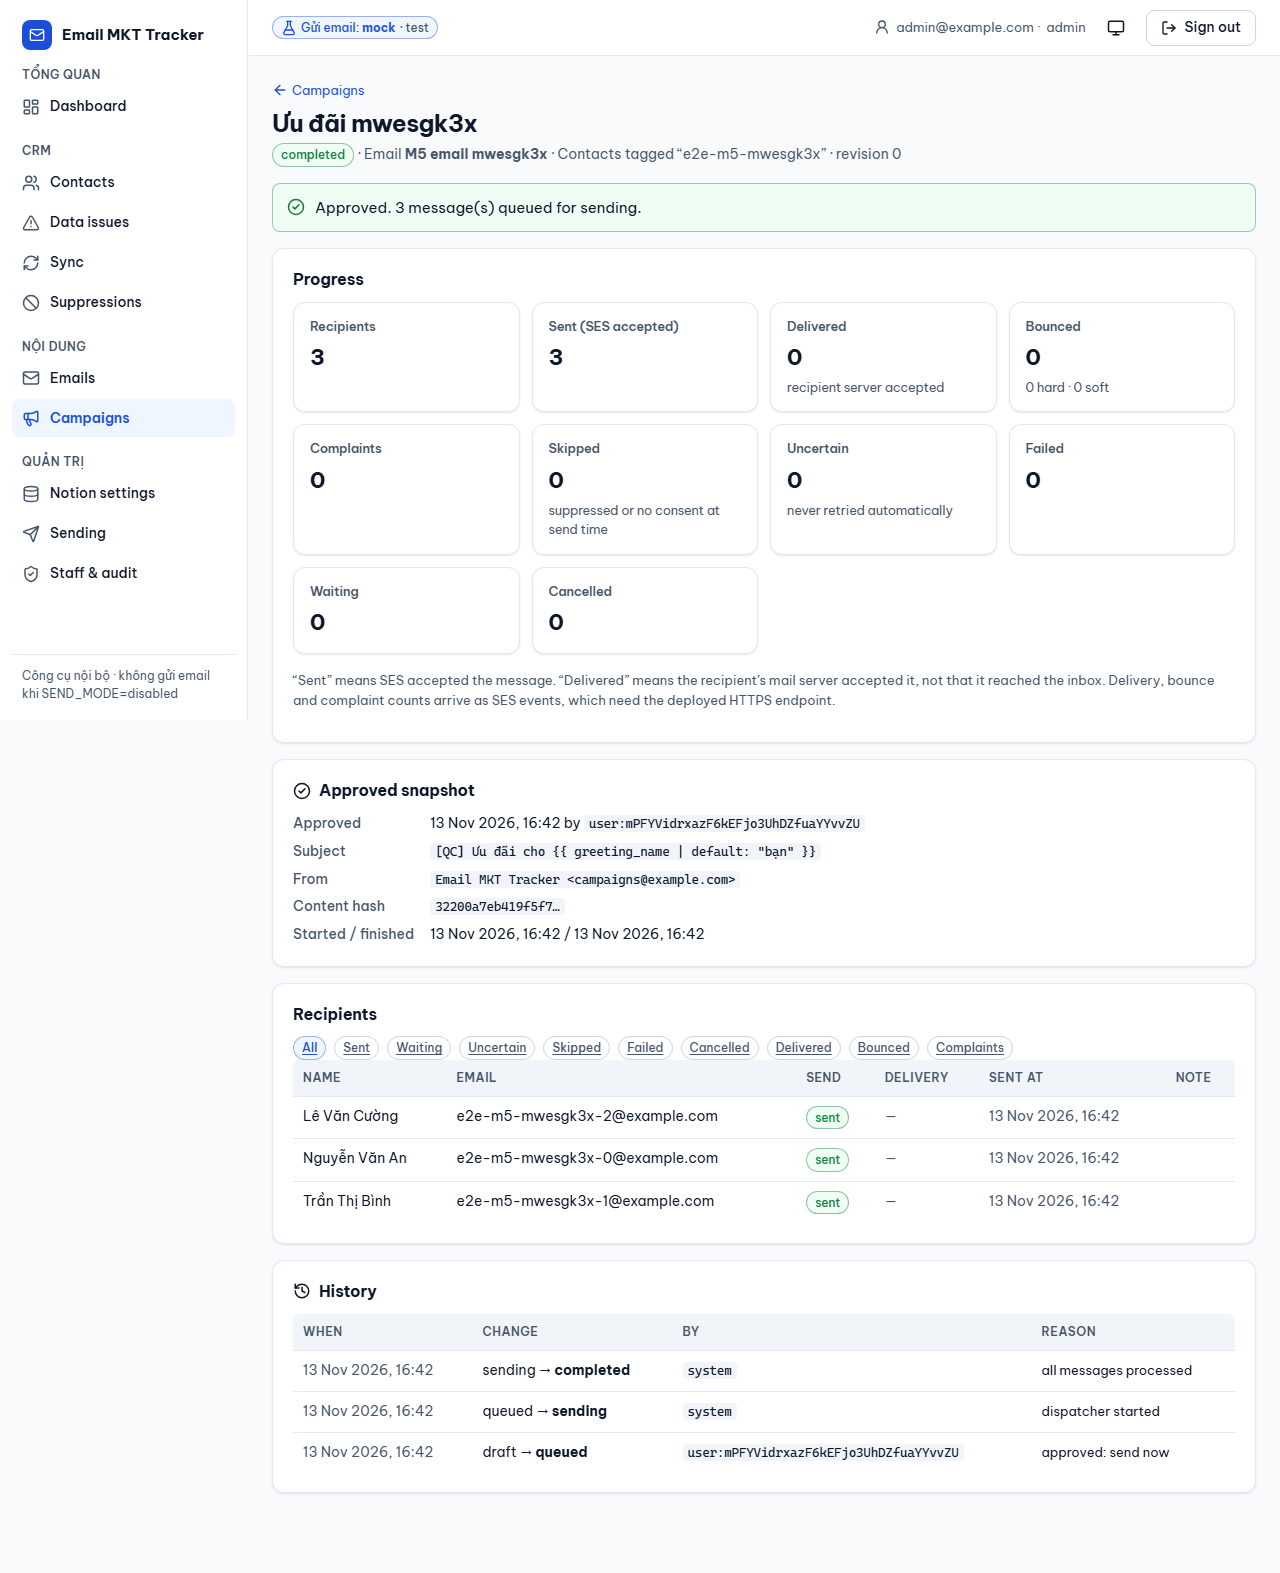 Email MKT Tracker
TỔNG QUAN
Dashboard
CRM
Contacts
Data issues
Sync
Suppressions
NỘI DUNG
Emails
Campaigns
QUẢN TRỊ
Notion settings
Sending
Staff & audit
Công cụ nội bộ · không gửi email
khi SEND_MODE=disabled
Gửi email: mock · test
admin@example.com · admin
Sign out
← Campaigns
Ưu đãi mwesgk3x
completed · Email M5 email mwesgk3x · Contacts tagged “e2e-m5-mwesgk3x” · revision 0
Approved. 3 message(s) queued for sending.
Progress
Recipients
3
Sent (SES accepted)
3
Delivered
0
recipient server accepted
Bounced
0
0 hard · 0 soft
Complaints
0
Skipped
0
suppressed or no consent at
send time
Uncertain
0
never retried automatically
Failed
0
Waiting
0
Cancelled
0
“Sent” means SES accepted the message. “Delivered” means the recipient’s mail server accepted it, not that it reached the inbox. Delivery, bounce
and complaint counts arrive as SES events, which need the deployed HTTPS endpoint.
Approved snapshot
Approved 13 Nov 2026, 16:42 by user:mPFYVidrxazF6kEFjo3UhDZfuaYYvvZU
Subject [QC] Ưu đãi cho {{ greeting_name | default: "bạn" }}
From Email MKT Tracker <campaigns@example.com>
Content hash 32200a7eb419f5f7…
Started / finished 13 Nov 2026, 16:42 / 13 Nov 2026, 16:42
Recipients
All Sent Waiting Uncertain Skipped Failed Cancelled Delivered Bounced Complaints
NAME EMAIL SEND DELIVERY SENT AT NOTE
Lê Văn Cường e2e-m5-mwesgk3x-2@example.com sent — 13 Nov 2026, 16:42
Nguyễn Văn An e2e-m5-mwesgk3x-0@example.com sent — 13 Nov 2026, 16:42
Trần Thị Bình e2e-m5-mwesgk3x-1@example.com sent — 13 Nov 2026, 16:42
History
WHEN CHANGE BY REASON
13 Nov 2026, 16:42 sending → completed system all messages processed
13 Nov 2026, 16:42 queued → sending system dispatcher started
13 Nov 2026, 16:42 draft → queued user:mPFYVidrxazF6kEFjo3UhDZfuaYYvvZU approved: send now